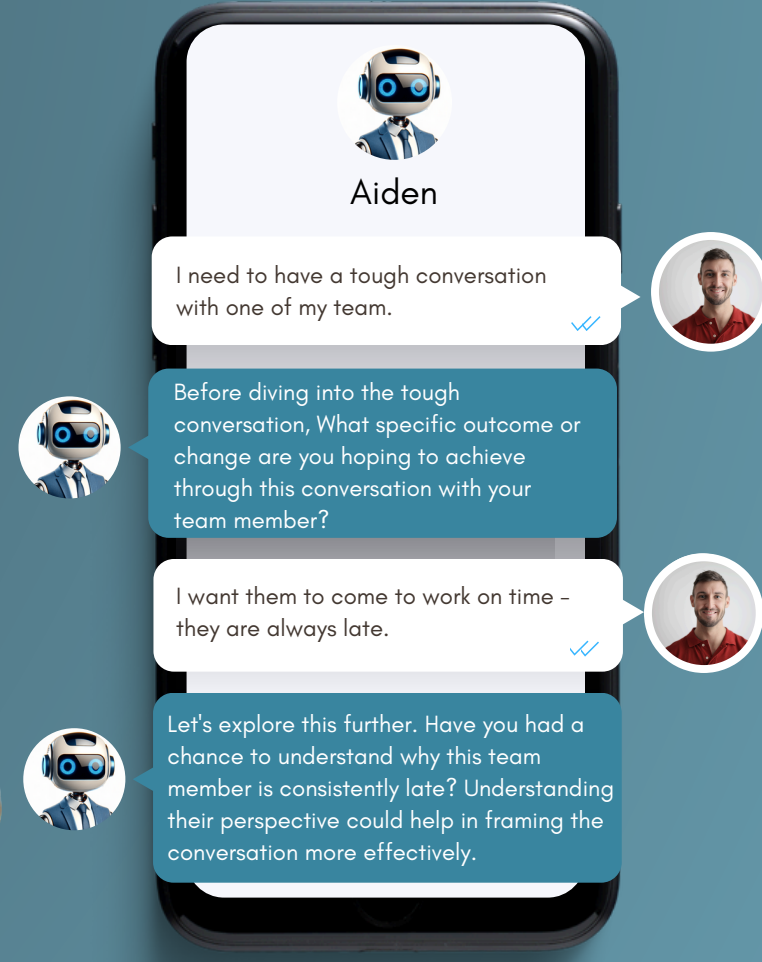 Aiden
I need to have a tough conversation
with one of my team.
Before diving into the tough
conversation, What specific outcome or
change are you hoping to achieve
through this conversation with your
team member?
I want them to come to work on time -
they are always late.
Let's explore this further. Have you had a
chance to understand why this team
member is consistently late? Understanding
their perspective could help in framing the
conversation more effectively.